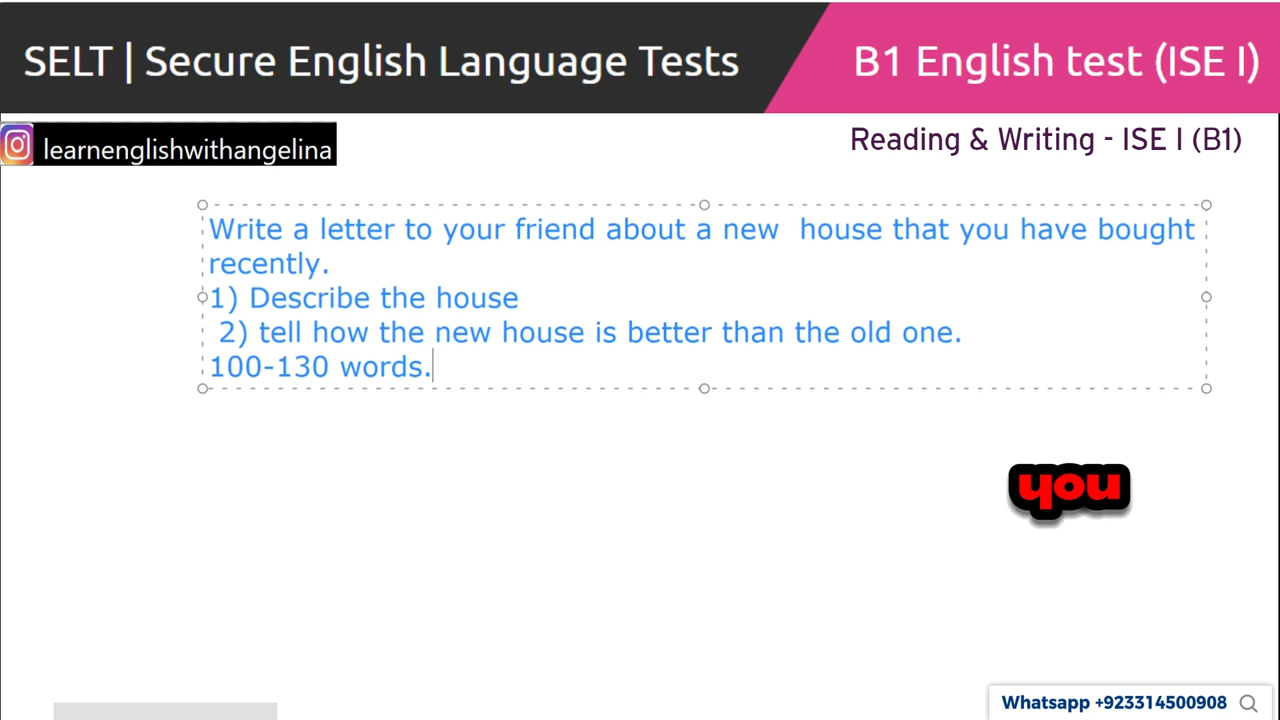 SELT | Secure English Language Tests
B1 English test (ISE I)
learnenglishwithangelina
Reading & Writing - ISE I (B1)
Write a letter to your friend about a new  house that you have bought
recently.
1) Describe the house
2) tell how the new house is better than the old one.
100-130 words.
you
Whatsapp +923314500908